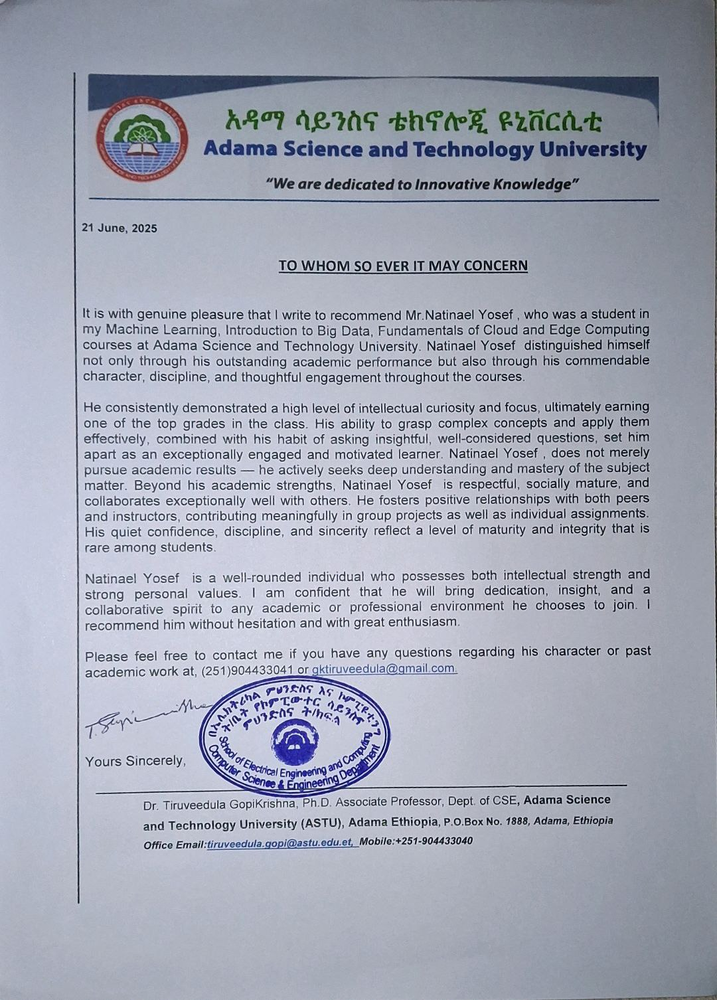 አዳማ ሳይንስና ቴክኖሎጂ ዩኒቨርሲቲ
Adama Science and Technology University
“We are dedicated to Innovative Knowledge”
21 June, 2025
TO WHOM SO EVER IT MAY CONCERN
It is with genuine pleasure that I write to recommend Mr.Natinael Yosef , who was a student in
my Machine Learning, Introduction to Big Data, Fundamentals of Cloud and Edge Computing
courses at Adama Science and Technology University. Natinael Yosef distinguished himself
not only through his outstanding academic performance but also through his commendable
character, discipline, and thoughtful engagement throughout the courses.
He consistently demonstrated a high level of intellectual curiosity and focus, ultimately earning
one of the top grades in the class. His ability to grasp complex concepts and apply them
effectively, combined with his habit of asking insightful, well-considered questions, set him
apart as an exceptionally engaged and motivated learner. Natinael Yosef , does not merely
pursue academic results — he actively seeks deep understanding and mastery of the subject
matter. Beyond his academic strengths, Natinael Yosef is respectful, socially mature, and
collaborates exceptionally well with others. He fosters positive relationships with both peers
and instructors, contributing meaningfully in group projects as well as individual assignments.
His quiet confidence, discipline, and sincerity reflect a level of maturity and integrity that is
rare among students.
Natinael Yosef is a well-rounded individual who possesses both intellectual strength and
strong personal values. I am confident that he will bring dedication, insight, and a
collaborative spirit to any academic or professional environment he chooses to join. I
recommend him without hesitation and with great enthusiasm.
Please feel free to contact me if you have any questions regarding his character or past
academic work at, (251)904433041 or gktiruveedula@gmail.com.
በኤሌክትሪካል ምህንድስና እና ኮምፒዩቲንግ
ት/ቤት የኮምፒውተር ሳይንስና
ምህንድስና ት/ክፍል
School of Electrical Engineering and Computing
Computer Science & Engineering Department
Yours Sincerely,
Dr. Tiruveedula GopiKrishna, Ph.D. Associate Professor, Dept. of CSE, Adama Science
and Technology University (ASTU), Adama Ethiopia, P.O.Box No. 1888, Adama, Ethiopia
Office Email:tiruveedula.gopi@astu.edu.et, Mobile:+251-904433040